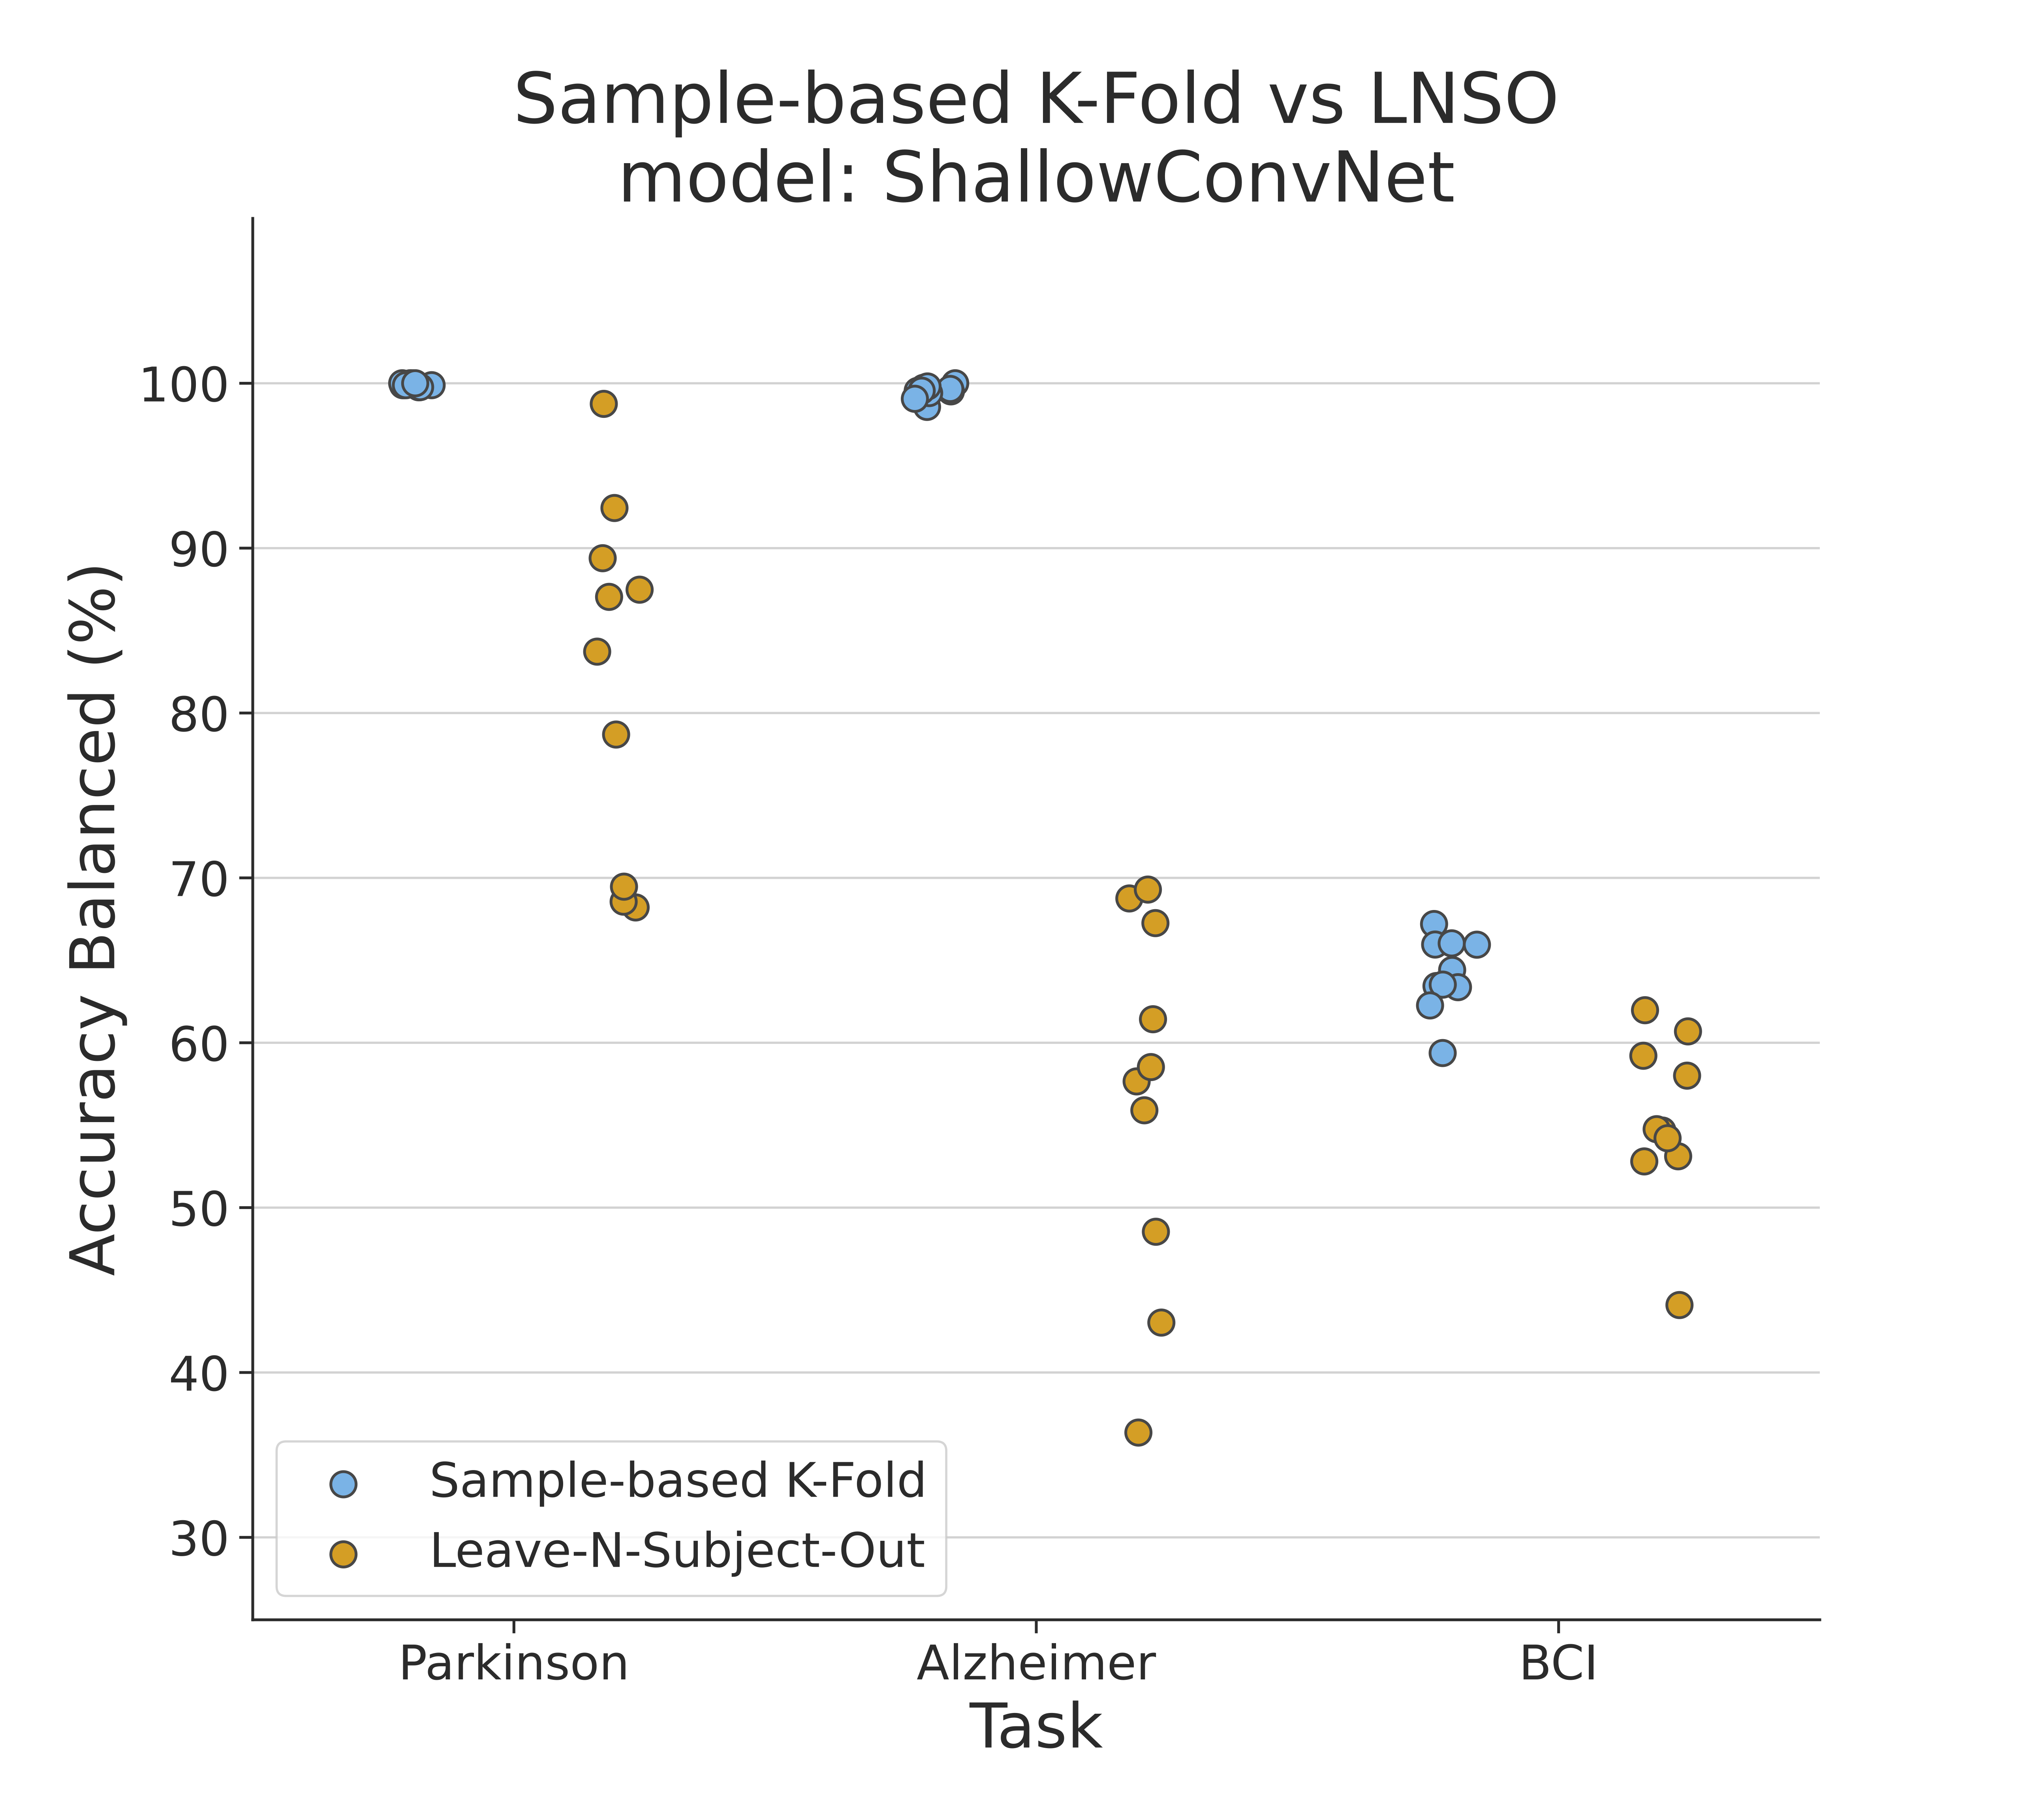 Sample-based K-Fold vs LNSO
model: ShallowConvNet
Accuracy Balanced (%)
100
90
80
70
60
50
40
30
Sample-based K-Fold
Leave-N-Subject-Out
Parkinson
Alzheimer
BCI
Task